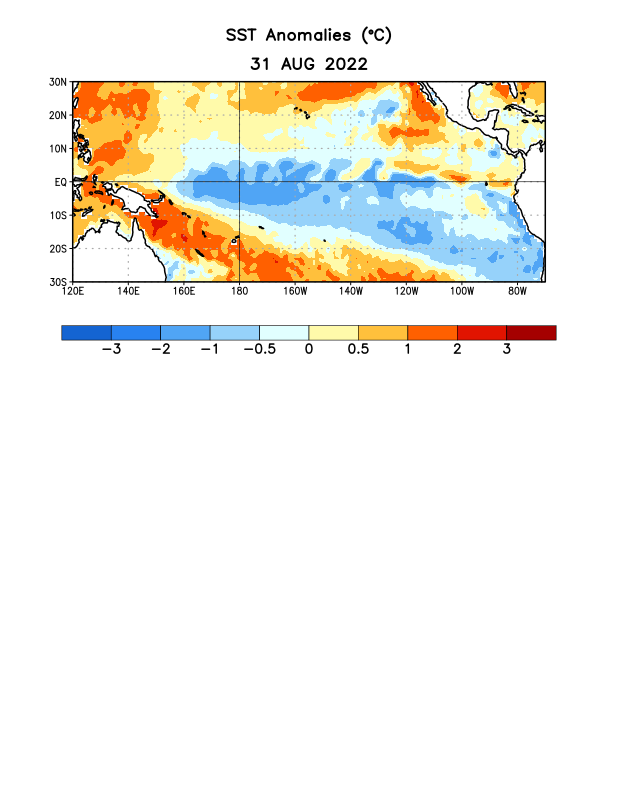 SST Anomalies (°C)
31 AUG 2022
30N
20N
10N
EQ
10S
20S
30S
120E 140E 160E 180 160W 140W 120W 100W 80W
−3 −2 −1 −0.5 0 0.5 1 2 3